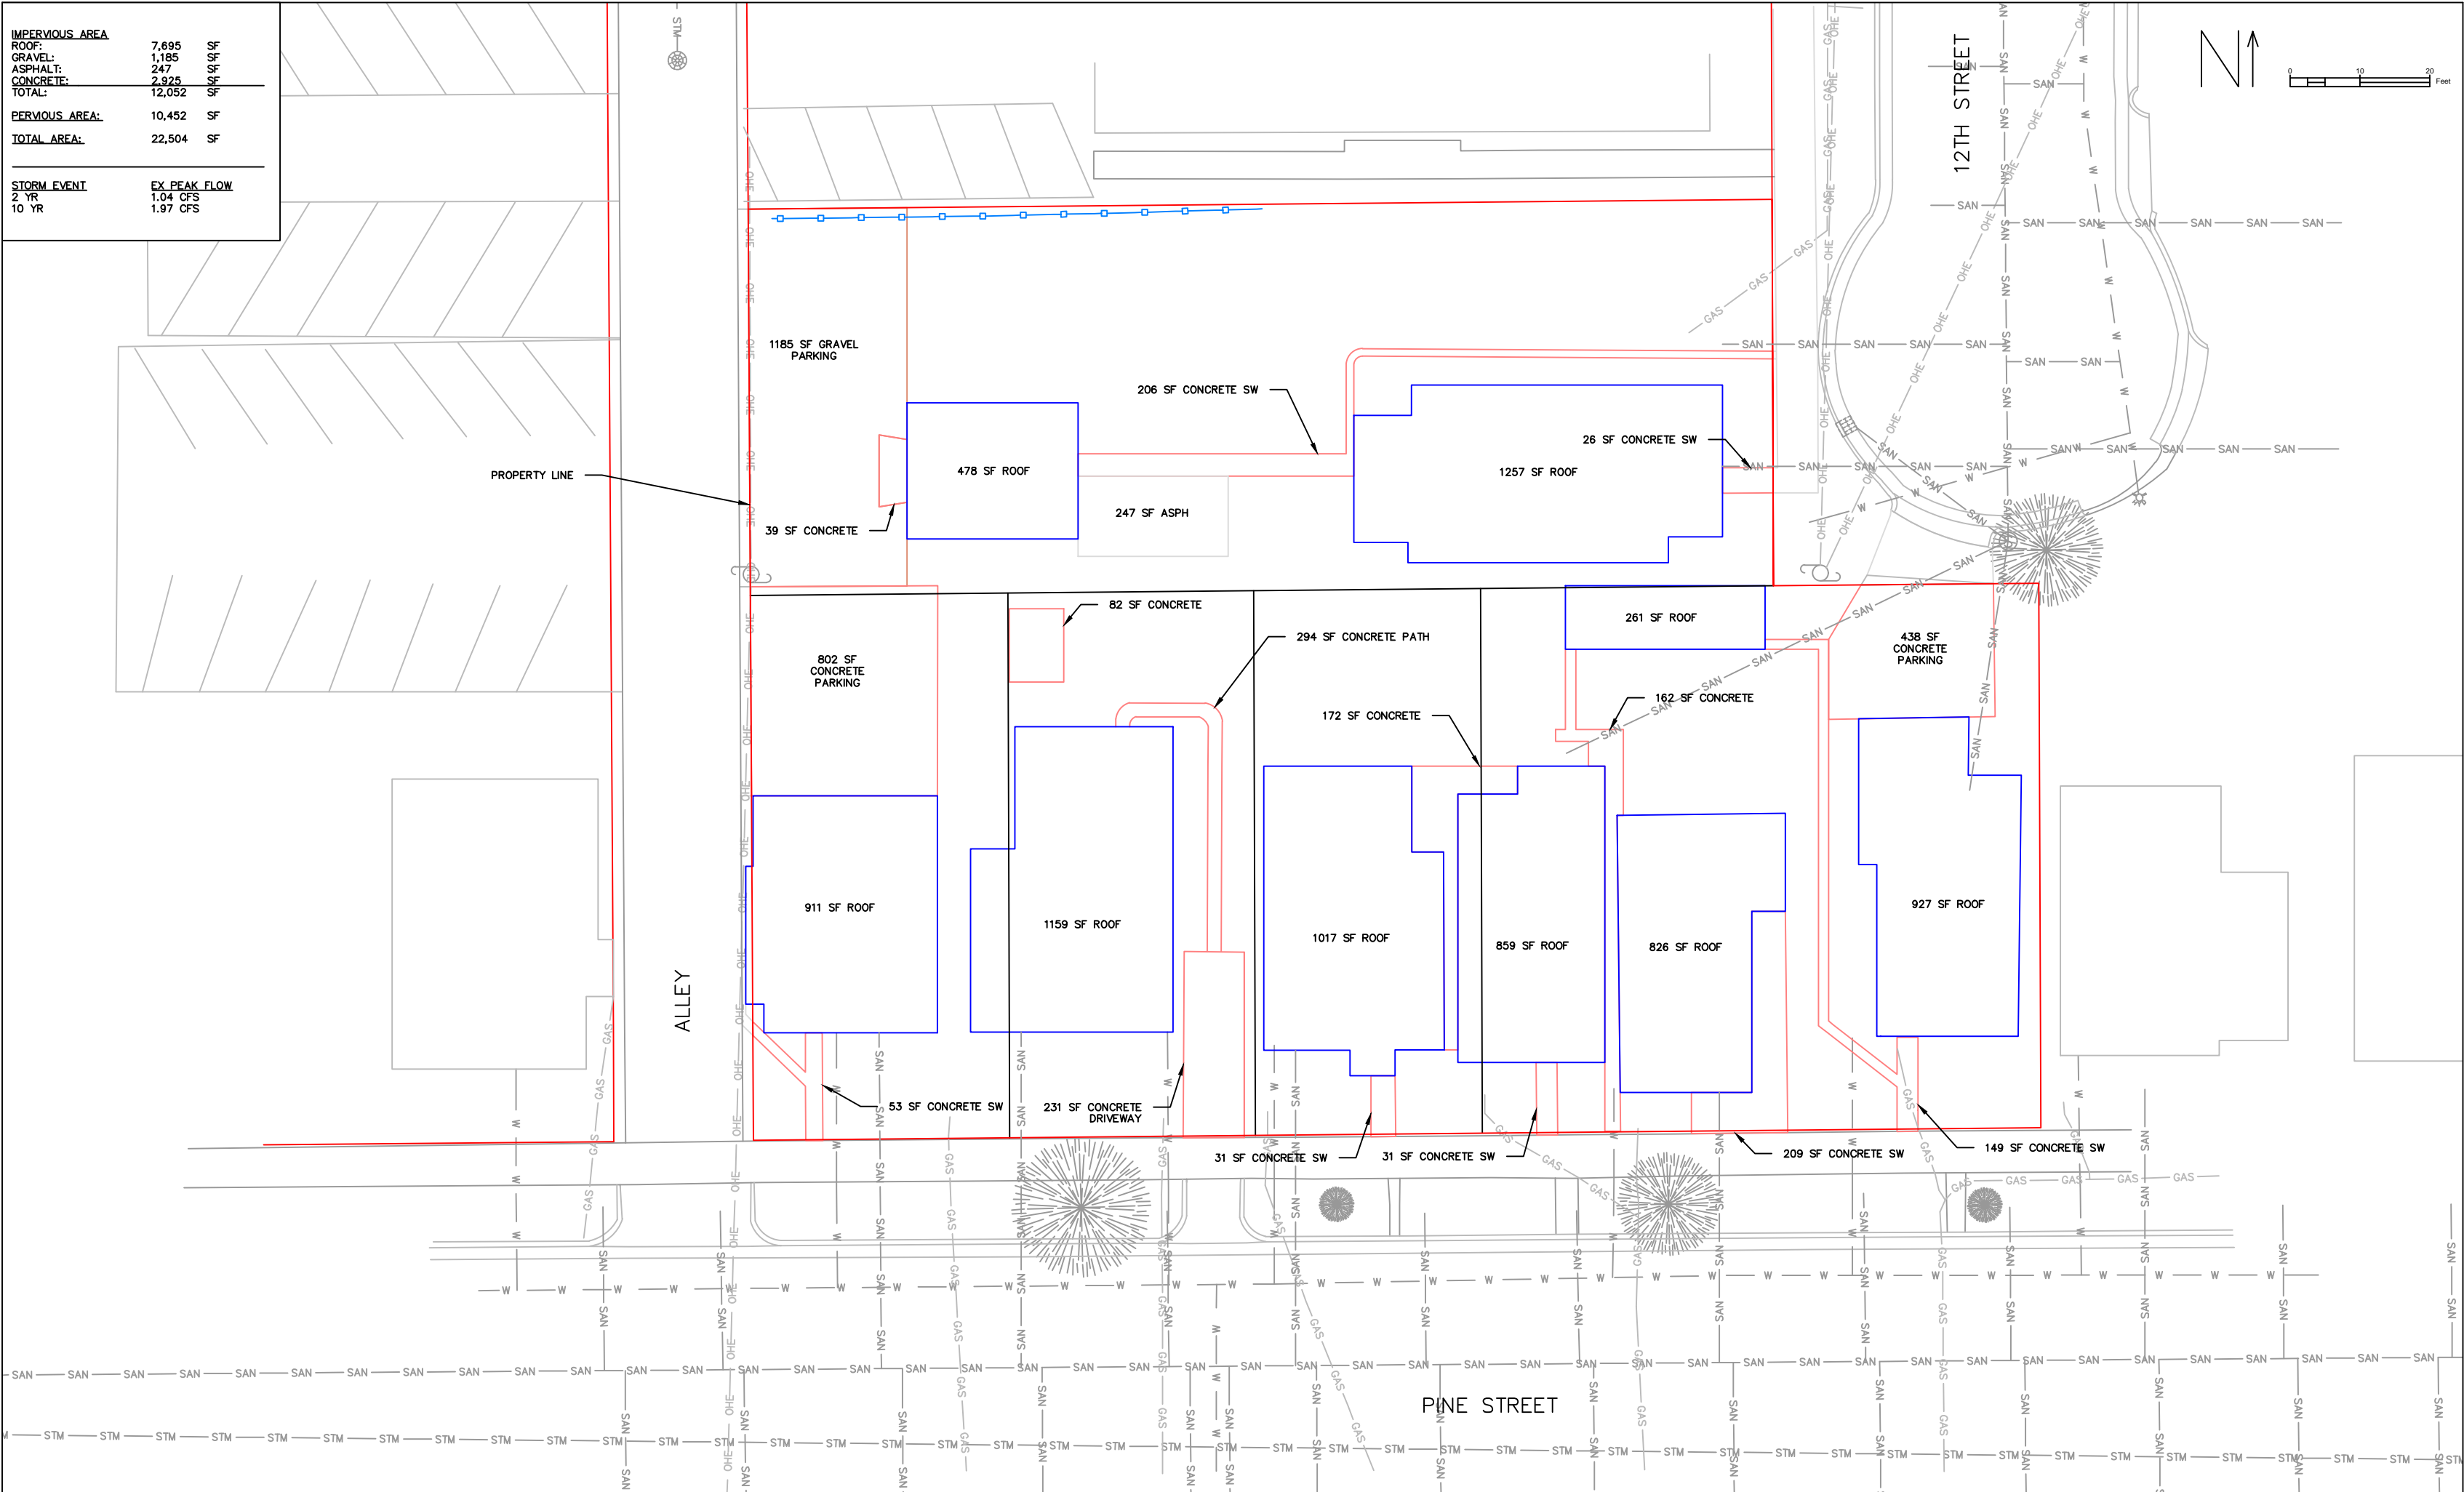 IMPERVIOUS AREA
ROOF: 7,695 SF
GRAVEL: 1,185 SF
ASPHALT: 247 SF
CONCRETE: 2,925 SF
TOTAL: 12,052 SF
PERVIOUS AREA: 10,452 SF
TOTAL AREA: 22,504 SF
STORM EVENT EX PEAK FLOW
2 YR 1.04 CFS
10 YR 1.97 CFS
STM
12TH STREET
N
0 10 20 Feet
1185 SF GRAVEL
PARKING
206 SF CONCRETE SW
26 SF CONCRETE SW
478 SF ROOF
1257 SF ROOF
PROPERTY LINE
247 SF ASPH
39 SF CONCRETE
82 SF CONCRETE
261 SF ROOF
294 SF CONCRETE PATH
438 SF
CONCRETE
PARKING
802 SF
CONCRETE
PARKING
162 SF CONCRETE
172 SF CONCRETE
911 SF ROOF
1159 SF ROOF
1017 SF ROOF
859 SF ROOF
826 SF ROOF
927 SF ROOF
ALLEY
53 SF CONCRETE SW
231 SF CONCRETE
DRIVEWAY
31 SF CONCRETE SW
31 SF CONCRETE SW
209 SF CONCRETE SW
149 SF CONCRETE SW
PINE STREET
SAN
STM
GAS
OHE
W